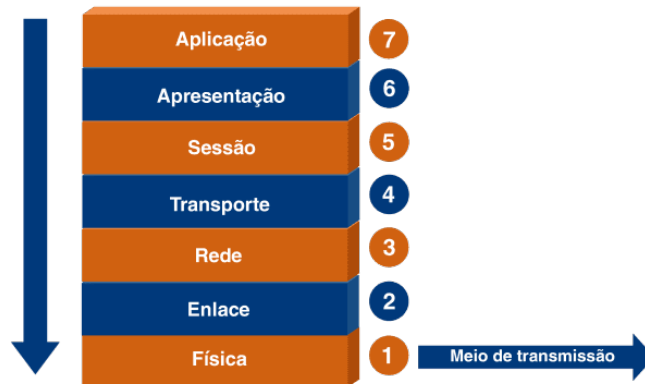 Aplicação 7
Apresentação 6
Sessão 5
Transporte 4
Rede 3
Enlace 2
Física 1 Meio de transmissão